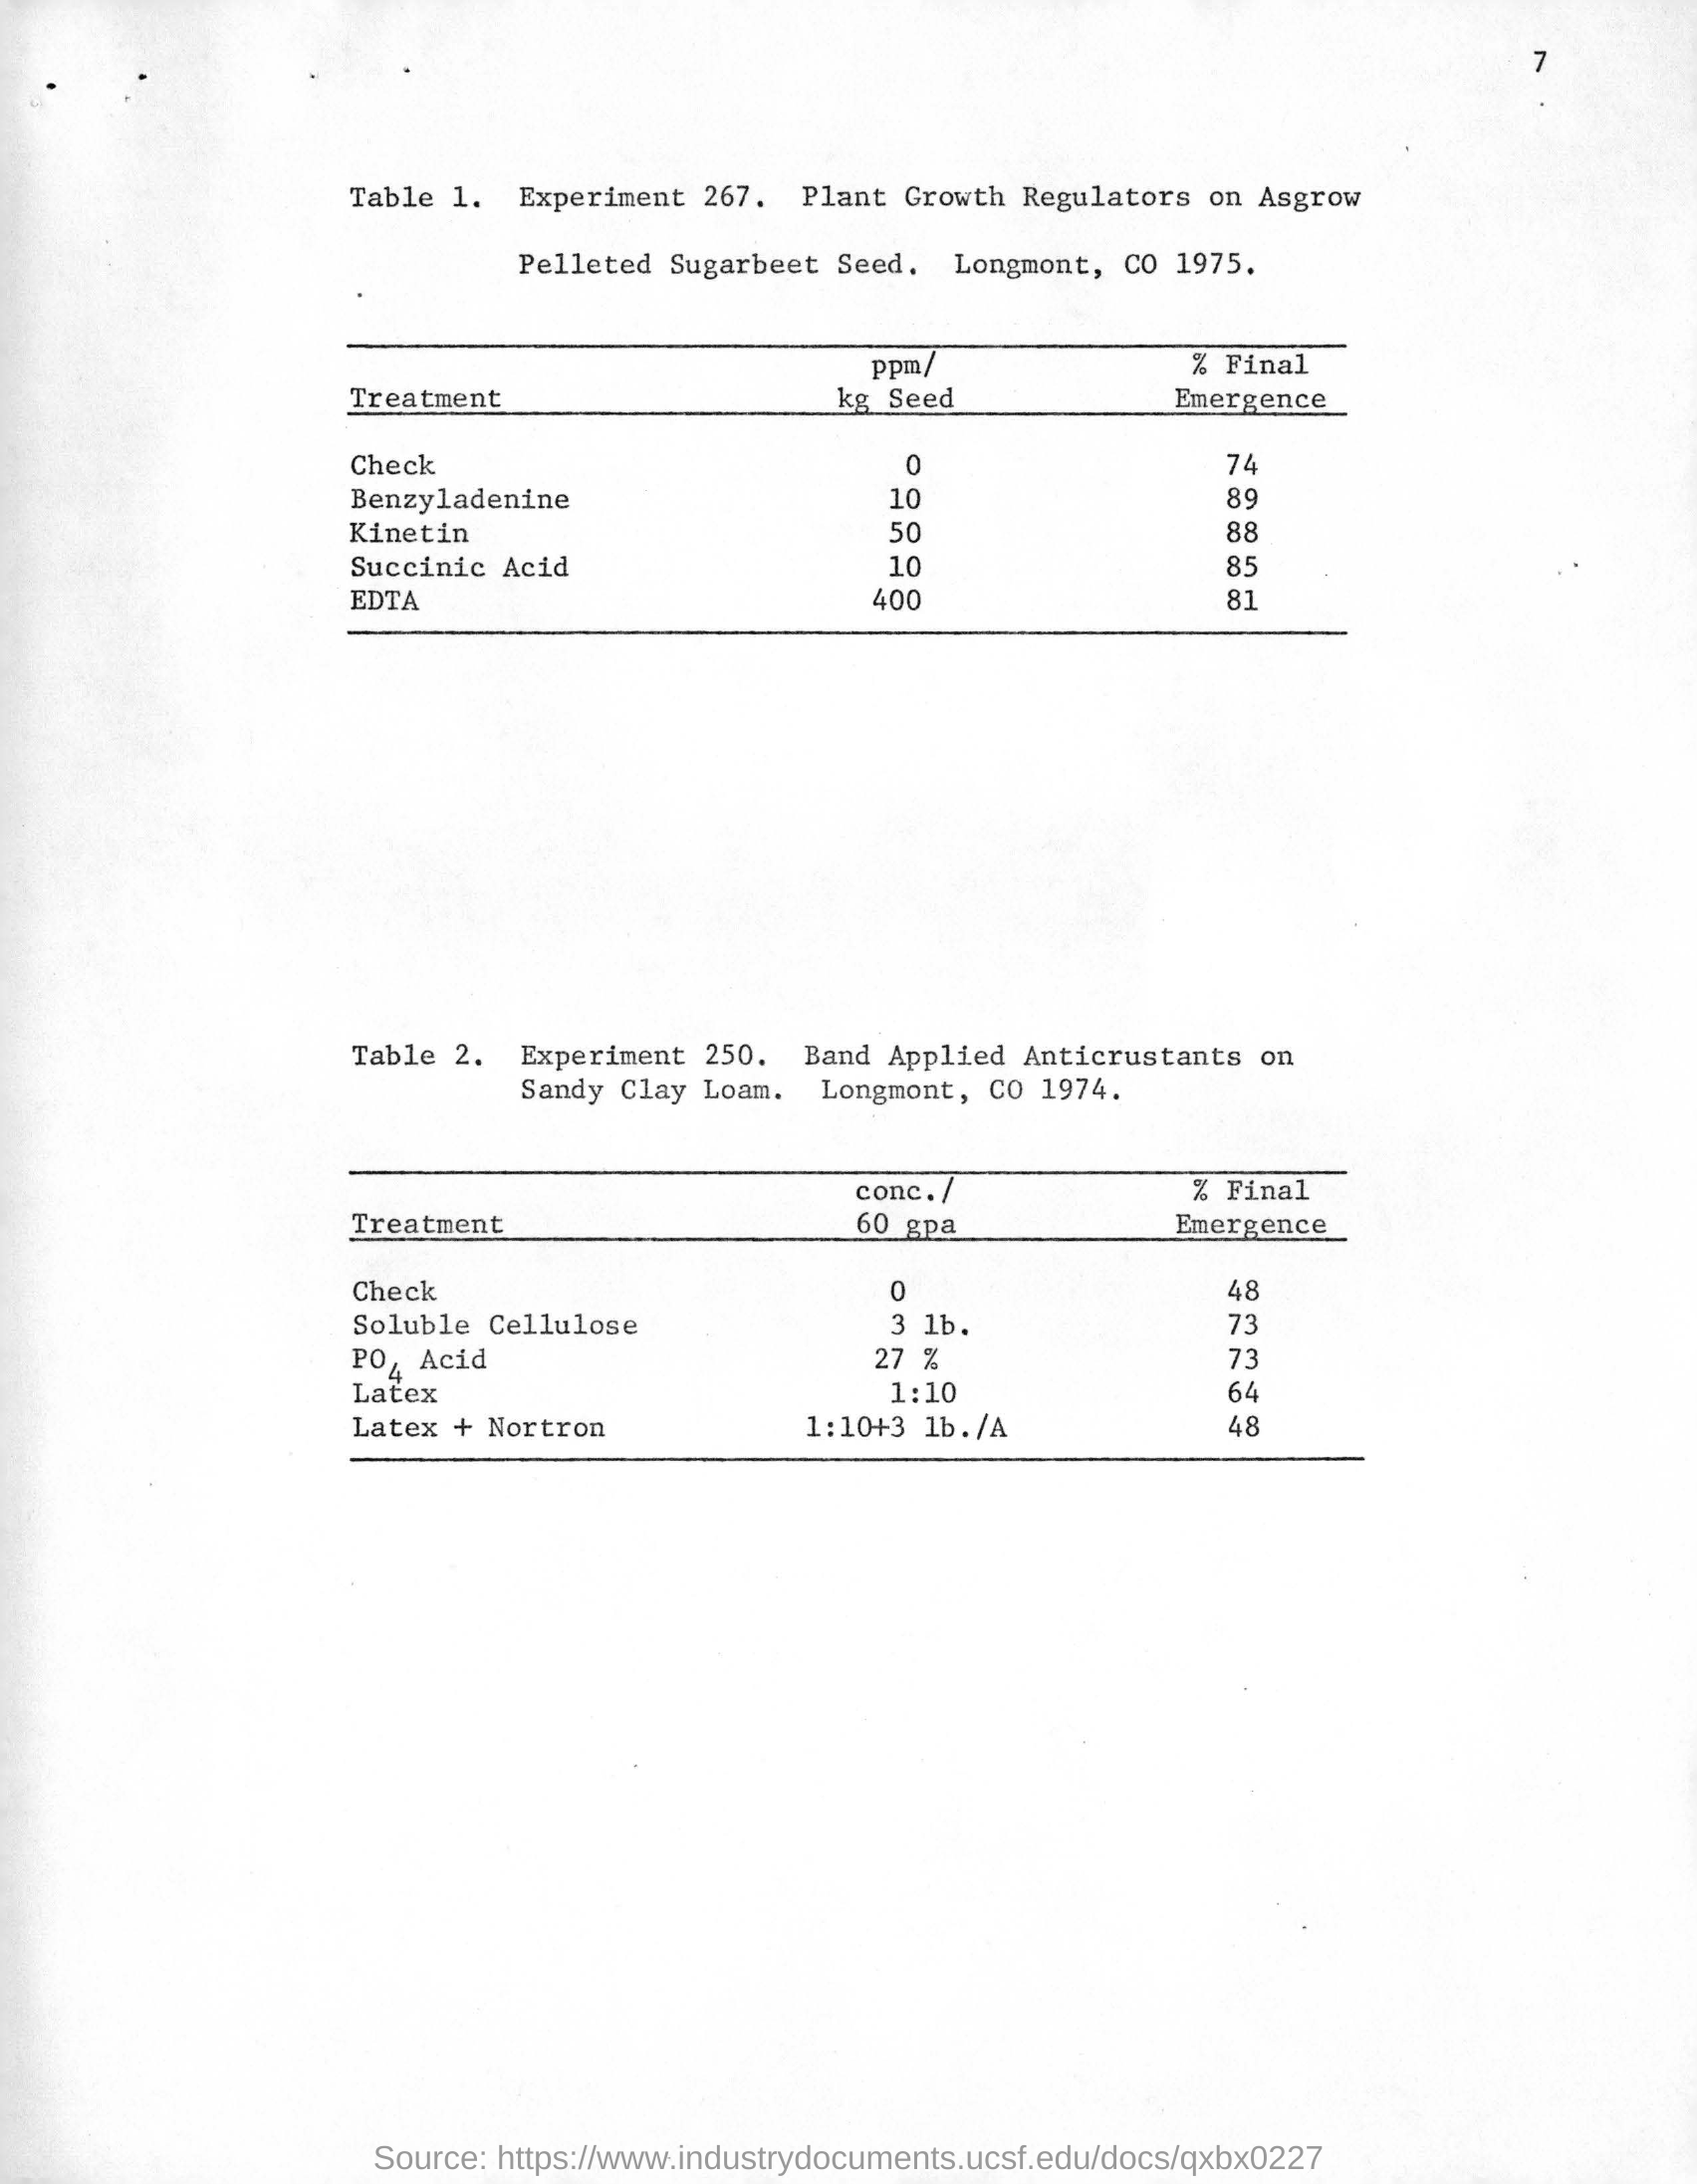 7
Table 1. Experiment 267. Plant Growth Regulators on Asgrow
Pelleted Sugarbeet Seed. Longmont, CO 1975.
ppm/ % Final
Treatment kg Seed Emergence
Check 0 74
Benzyladenine 10 89
Kinetin 50 88
Succinic Acid 10 85
EDTA 400 81
Table 2. Experiment 250. Band Applied Anticrustants on
Sandy Clay Loam. Longmont, CO 1974.
conc./ % Final
Treatment 60 gpa Emergence
Check 0 48
Soluble Cellulose 3 lb. 73
PO4 Acid 27 % 73
Latex 1:10 64
Latex + Nortron 1:10+3 lb./A 48
Source: https://www.industrydocuments.ucsf.edu/docs/qxbx0227